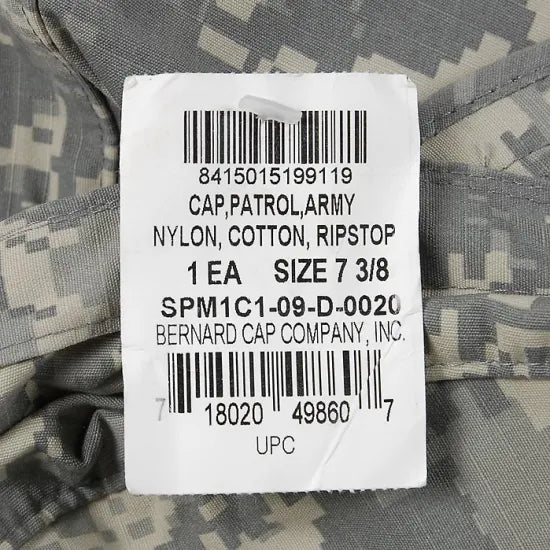 8415015199119
CAP,PATROL,ARMY
NYLON, COTTON, RIPSTOP
1 EA SIZE 7 3/8
SPM1C1-09-D-0020
BERNARD CAP COMPANY, INC.
7 18020 49860 7
UPC